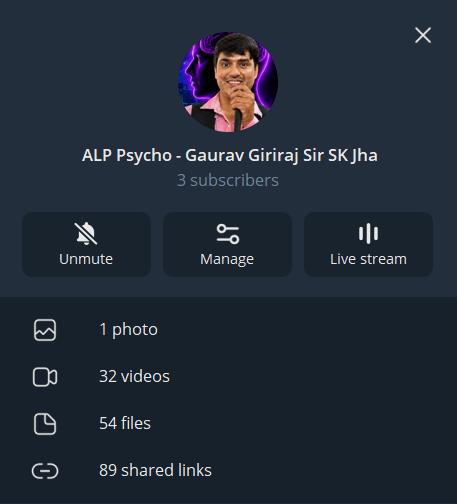 ALP Psycho - Gaurav Giriraj Sir SK Jha
3 subscribers
Unmute
Manage
Live stream
1 photo
32 videos
54 files
89 shared links